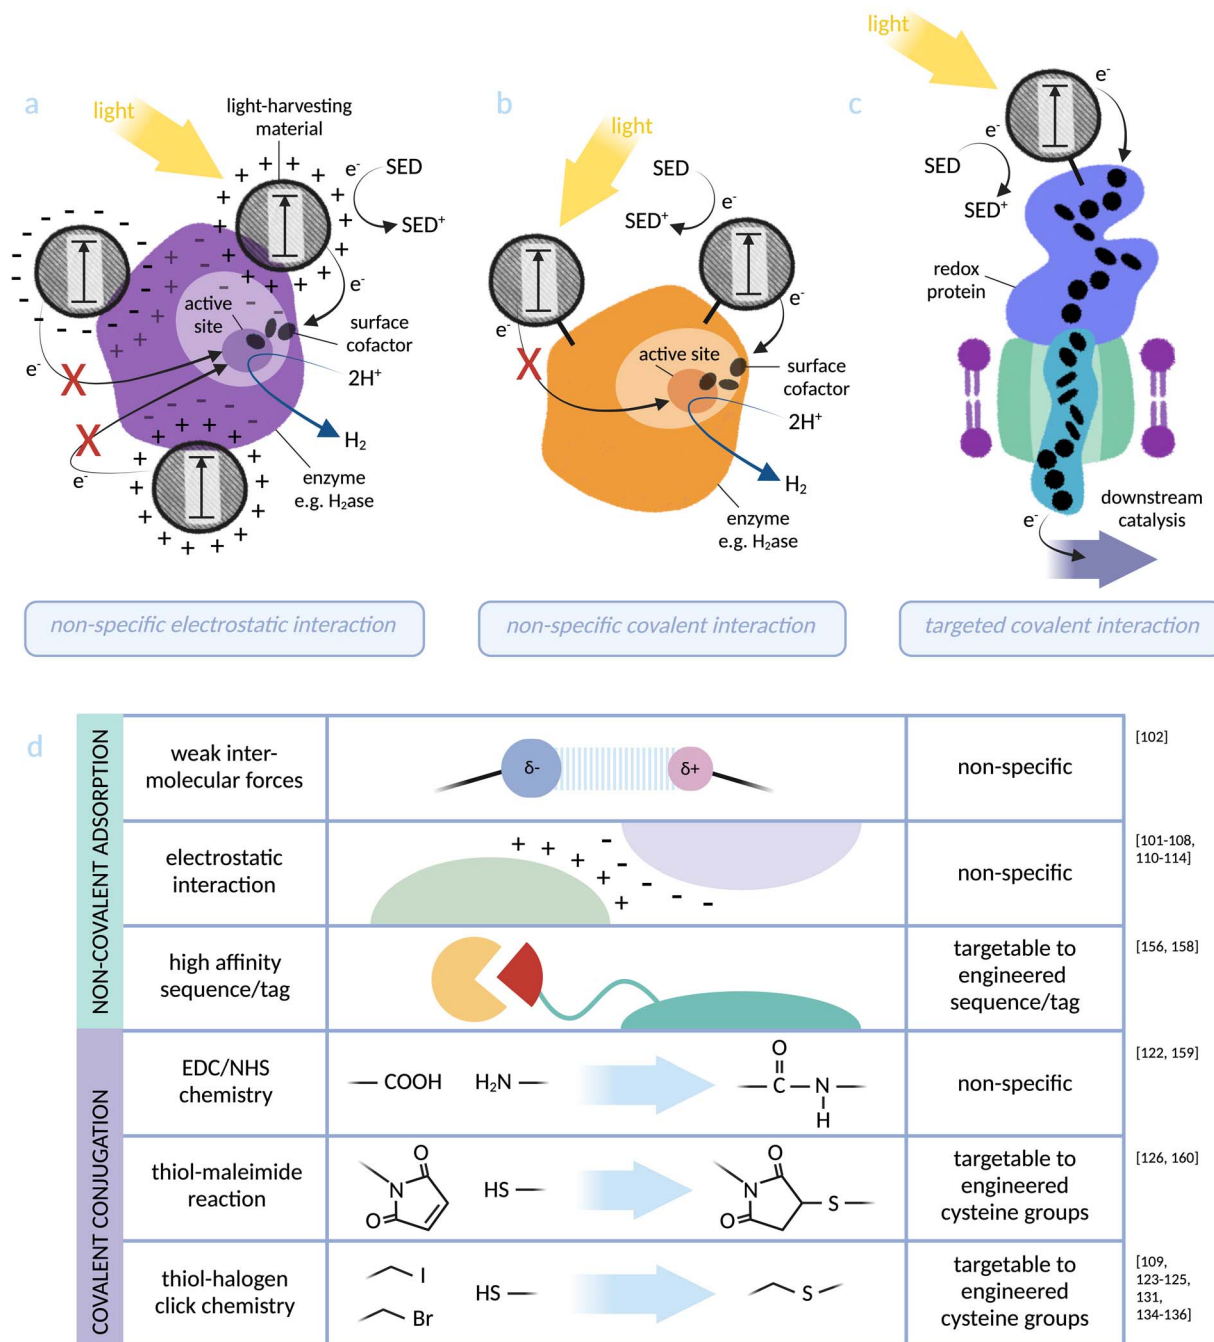 a
light
light-harvesting
material
e⁻
SED
SED⁺
e⁻
active
site
surface
cofactor
2H⁺
H₂
e⁻
X
X
e⁻
enzyme
e.g. H₂ase
non-specific electrostatic interaction
b
light
SED
e⁻
SED⁺
e⁻
e⁻
X
active site
surface
cofactor
2H⁺
H₂
enzyme
e.g. H₂ase
non-specific covalent interaction
c
light
e⁻
e⁻
SED
SED⁺
redox
protein
e⁻
downstream
catalysis
targeted covalent interaction
d
NON-COVALENT ADSORPTION
weak inter-
molecular forces
δ-
δ+
non-specific
[102]
electrostatic
interaction
non-specific
[101-108,
110-114]
high affinity
sequence/tag
targetable to
engineered
sequence/tag
[156, 158]
COVALENT CONJUGATION
EDC/NHS
chemistry
COOH
H₂N
O
C
N
H
non-specific
[122, 159]
thiol-maleimide
reaction
O
N
O
HS
O
N
S
O
targetable to
engineered
cysteine groups
[126, 160]
thiol-halogen
click chemistry
I
Br
HS
S
targetable to
engineered
cysteine groups
[109,
123-125,
131,
134-136]